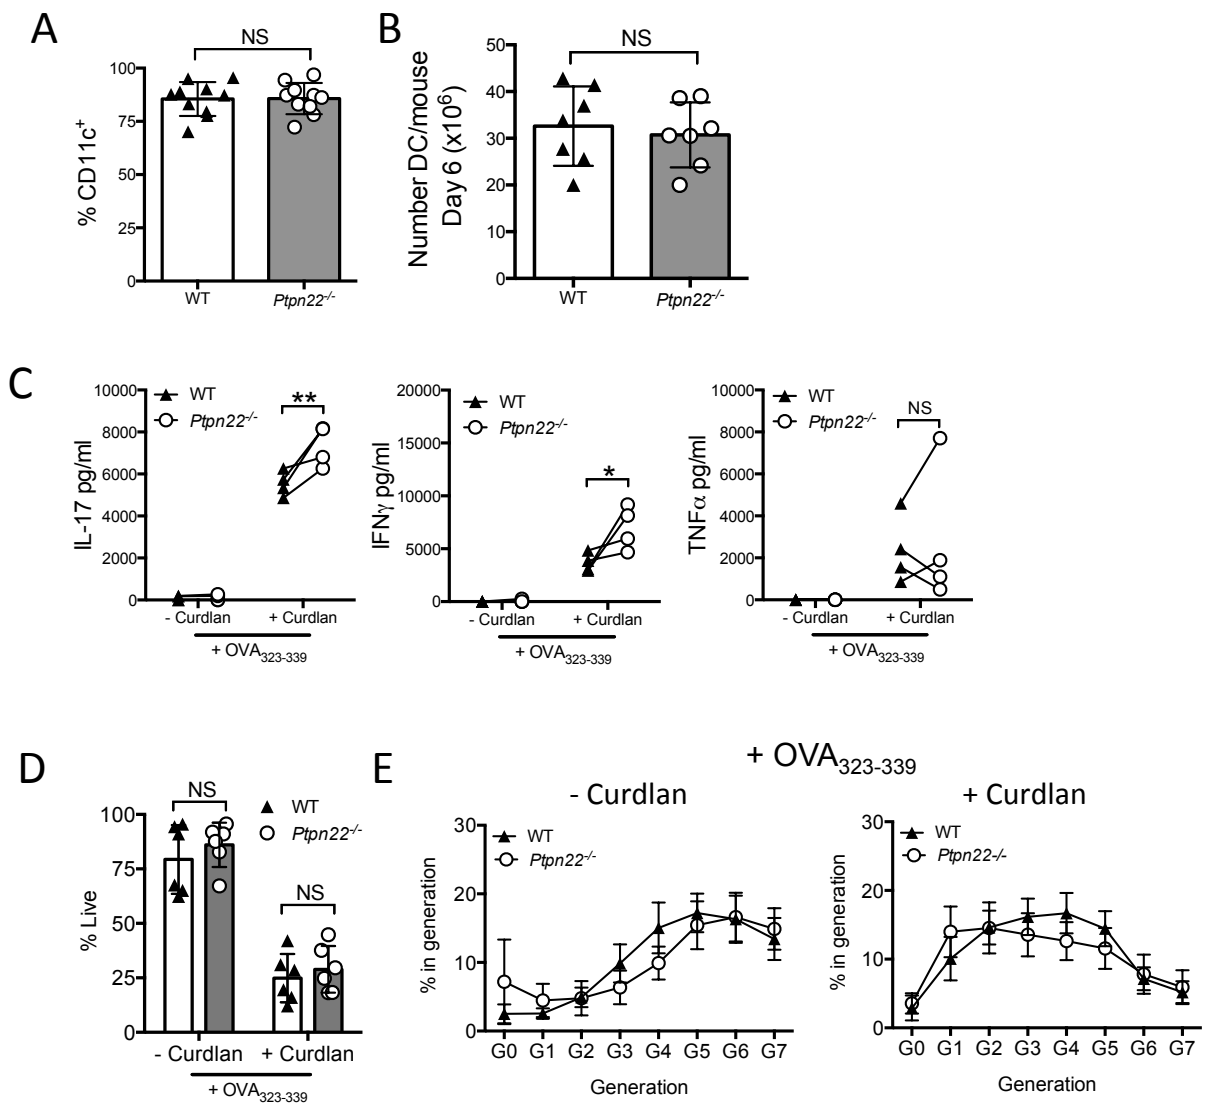 A
NS
% CD11c+
100
75
50
25
0
WT
Ptpn22-/-
B
NS
Number DC/mouse
Day 6 (x10⁶)
50
40
30
20
10
0
WT
Ptpn22-/-
C
IL-17 pg/ml
10000
8000
6000
4000
2000
0
WT
Ptpn22-/-
**
- Curdlan
+ Curdlan
+ OVA323-339
IFNγ pg/ml
20000
15000
10000
5000
0
WT
Ptpn22-/-
*
- Curdlan
+ Curdlan
+ OVA323-339
TNFα pg/ml
10000
8000
6000
4000
2000
0
WT
Ptpn22-/-
NS
- Curdlan
+ Curdlan
+ OVA323-339
D
% Live
100
75
50
25
0
NS
NS
WT
Ptpn22-/-
- Curdlan
+ Curdlan
+ OVA323-339
E
+ OVA323-339
- Curdlan
% in generation
30
20
10
0
WT
Ptpn22-/-
G0 G1 G2 G3 G4 G5 G6 G7
Generation
+ Curdlan
% in generation
30
20
10
0
WT
Ptpn22-/-
G0 G1 G2 G3 G4 G5 G6 G7
Generation